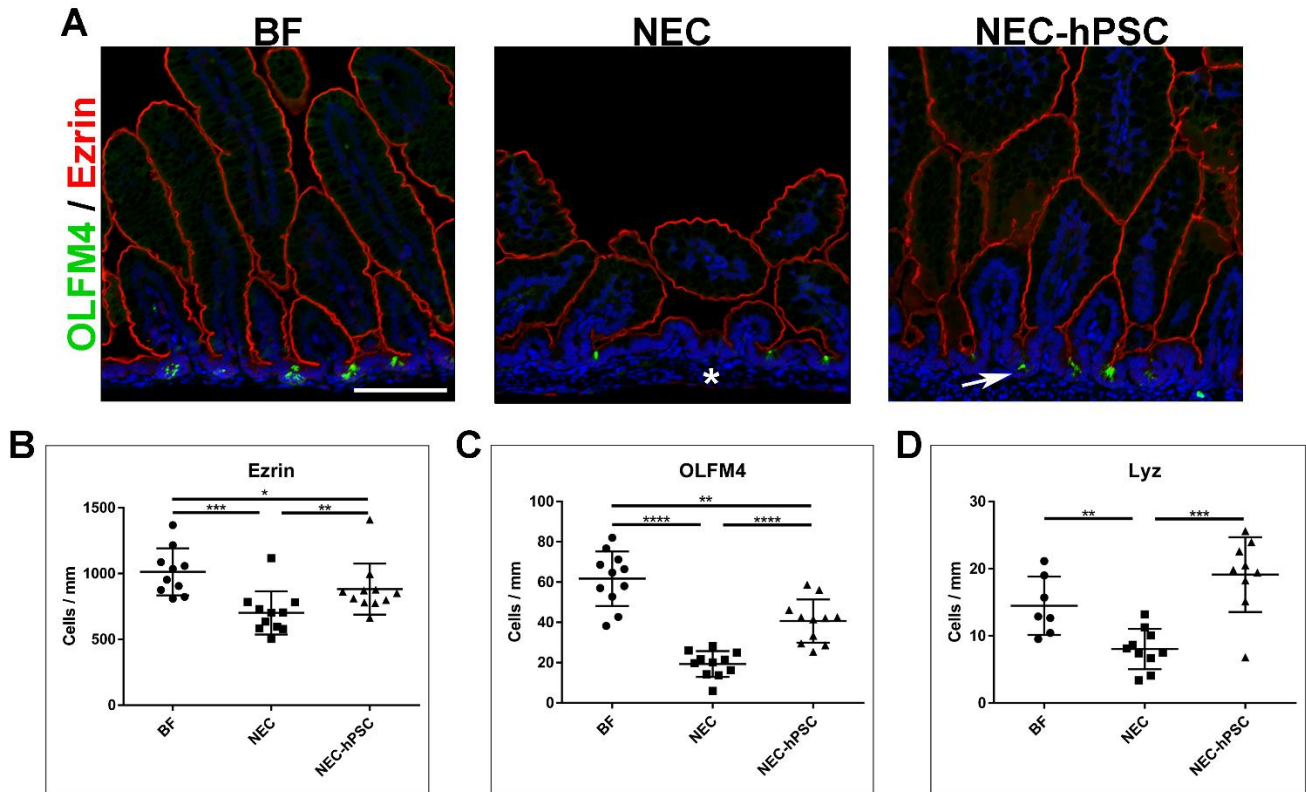 A
BF
NEC
NEC-hPSC
OLFM4 / Ezrin
*
B
Ezrin
*
***
**
Cells / mm
1500
1000
500
0
BF
NEC
NEC-hPSC
C
OLFM4
**
****
****
Cells / mm
100
80
60
40
20
0
BF
NEC
NEC-hPSC
D
Lyz
**
***
Cells / mm
30
20
10
0
BF
NEC
NEC-hPSC